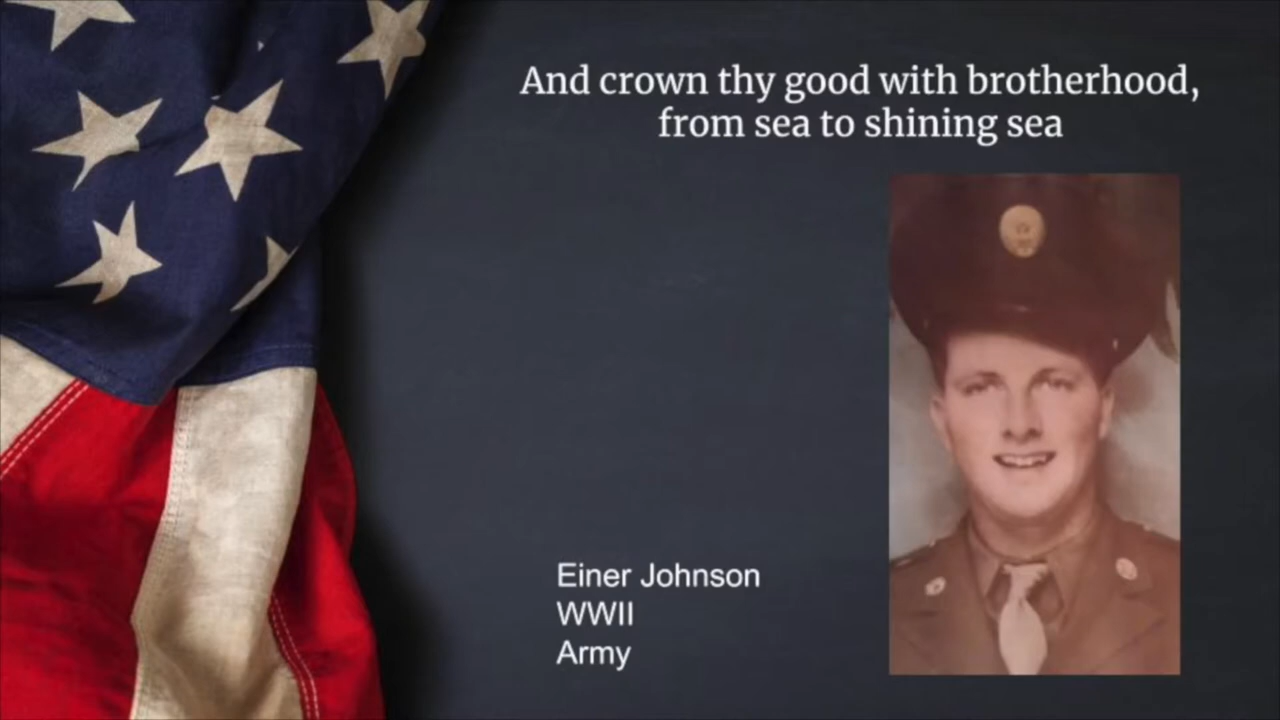 And crown thy good with brotherhood,
from sea to shining sea
Einer Johnson
WWII
Army